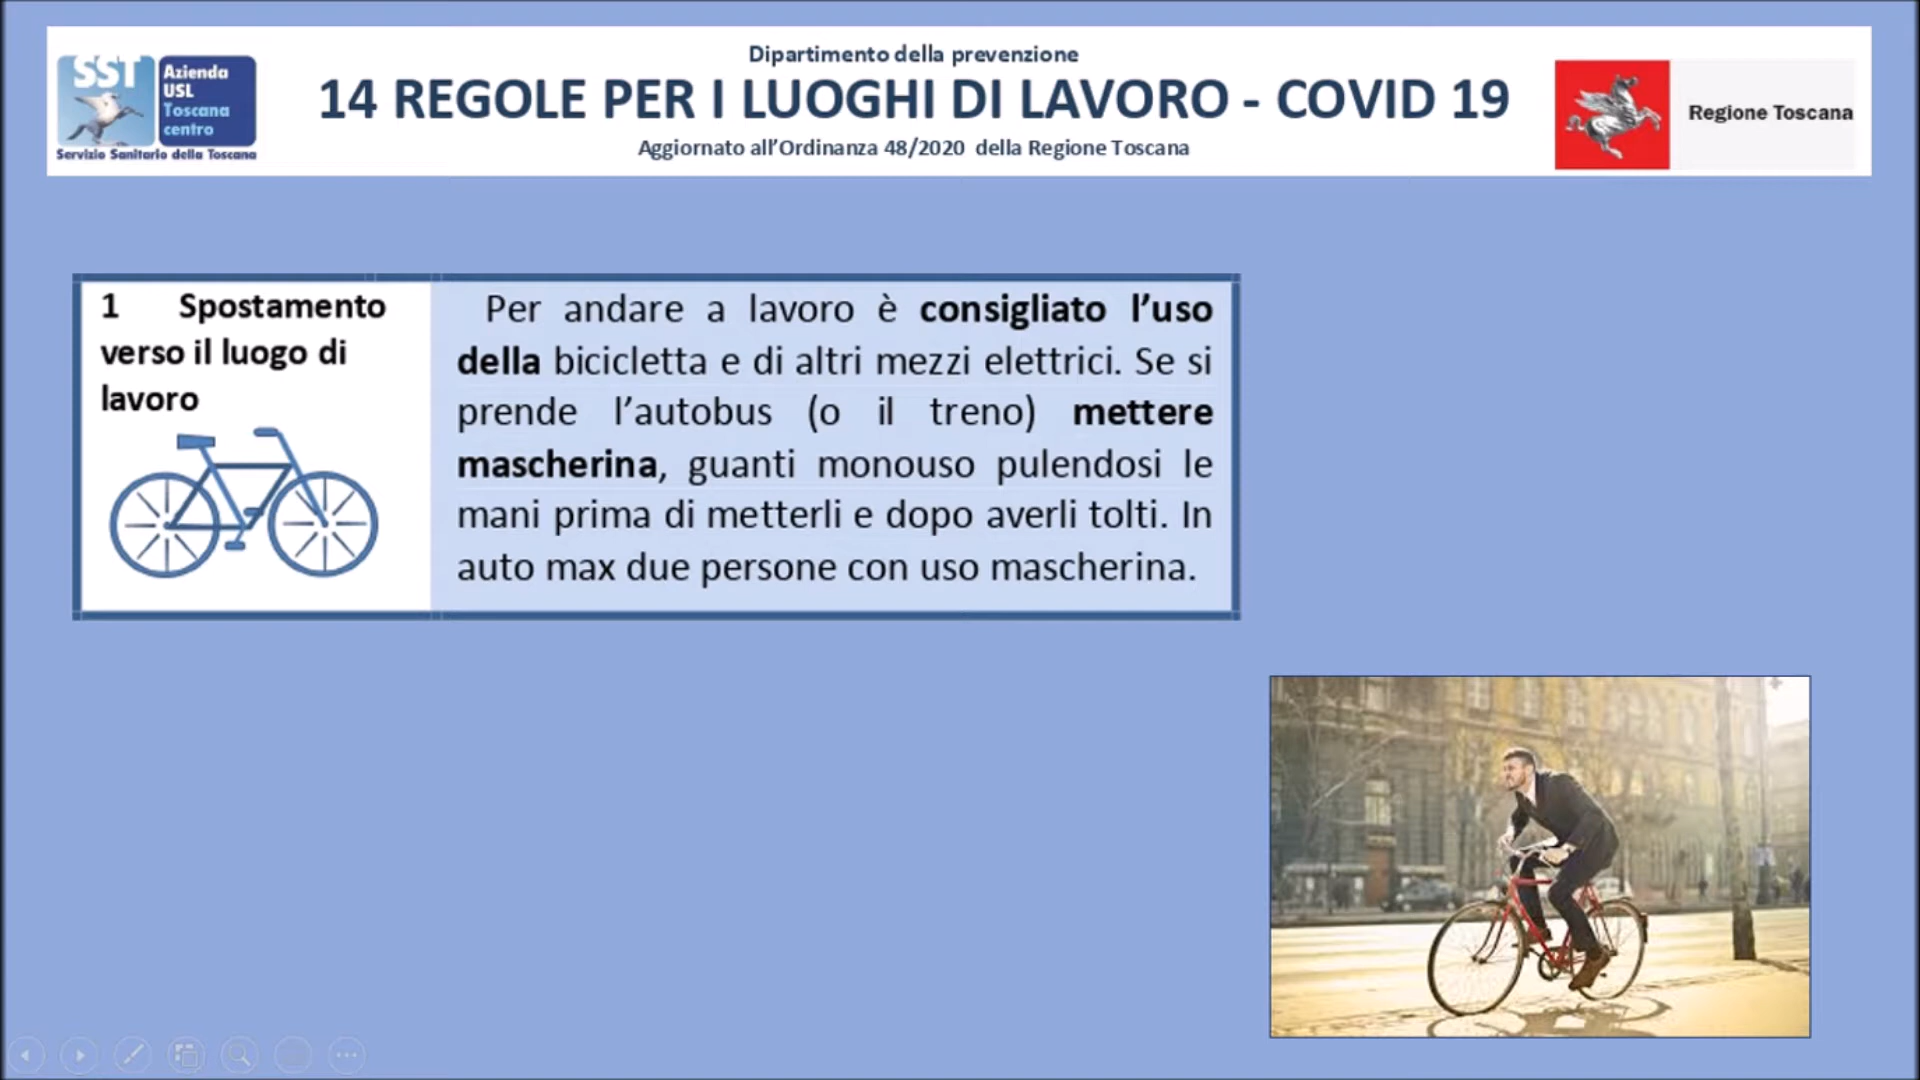 SST
Azienda
USL
Toscana
centro
Servizio Sanitario della Toscana
Dipartimento della prevenzione
14 REGOLE PER I LUOGHI DI LAVORO - COVID 19
Aggiornato all’Ordinanza 48/2020 della Regione Toscana
Regione Toscana
1 Spostamento
verso il luogo di
lavoro
Per andare a lavoro è consigliato l’uso
della bicicletta e di altri mezzi elettrici. Se si
prende l’autobus (o il treno) mettere
mascherina, guanti monouso pulendosi le
mani prima di metterli e dopo averli tolti. In
auto max due persone con uso mascherina.